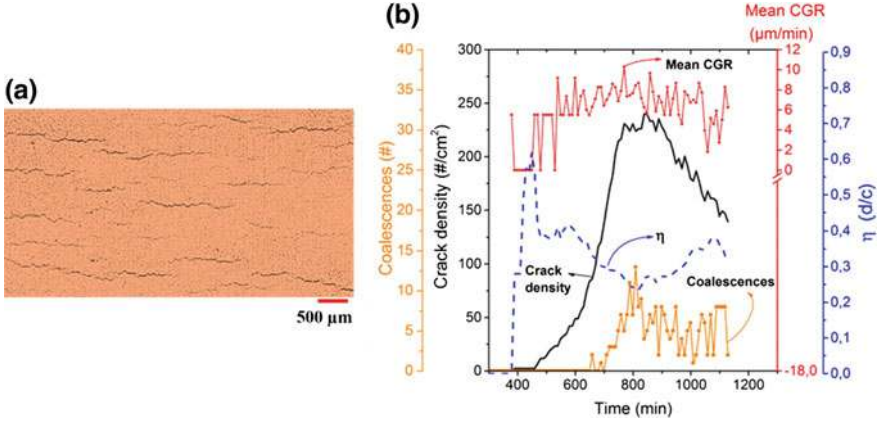 (a)
500 µm
(b)
Mean CGR
(µm/min)
40
35
30
25
20
15
10
5
0
Coalescences (#)
300
250
200
150
100
50
0
Crack density (#/cm²)
Mean CGR
η
Crack
density
Coalescences
12
10
8
6
4
2
0
-18,0
0,9
0,8
0,7
0,6
0,5
0,4
0,3
0,2
0,1
0,0
η (d/c)
400 600 800 1000 1200
Time (min)